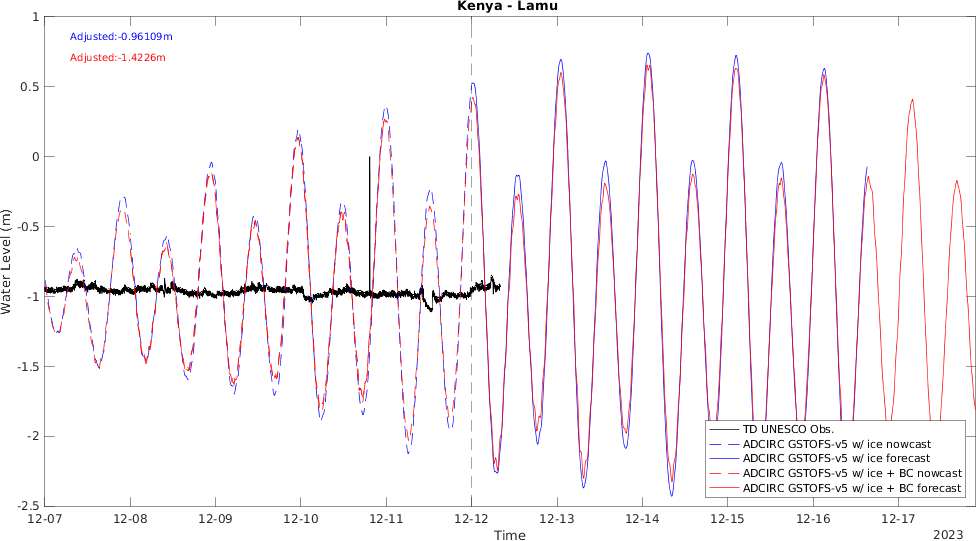 Kenya - Lamu
Adjusted:-0.96109m
Adjusted:-1.4226m
Water Level (m)
1
0.5
0
-0.5
-1
-1.5
-2
-2.5
TD UNESCO Obs.
ADCIRC GSTOFS-v5 w/ ice nowcast
ADCIRC GSTOFS-v5 w/ ice forecast
ADCIRC GSTOFS-v5 w/ ice + BC nowcast
ADCIRC GSTOFS-v5 w/ ice + BC forecast
12-07 12-08 12-09 12-10 12-11 12-12 12-13 12-14 12-15 12-16 12-17
Time
2023